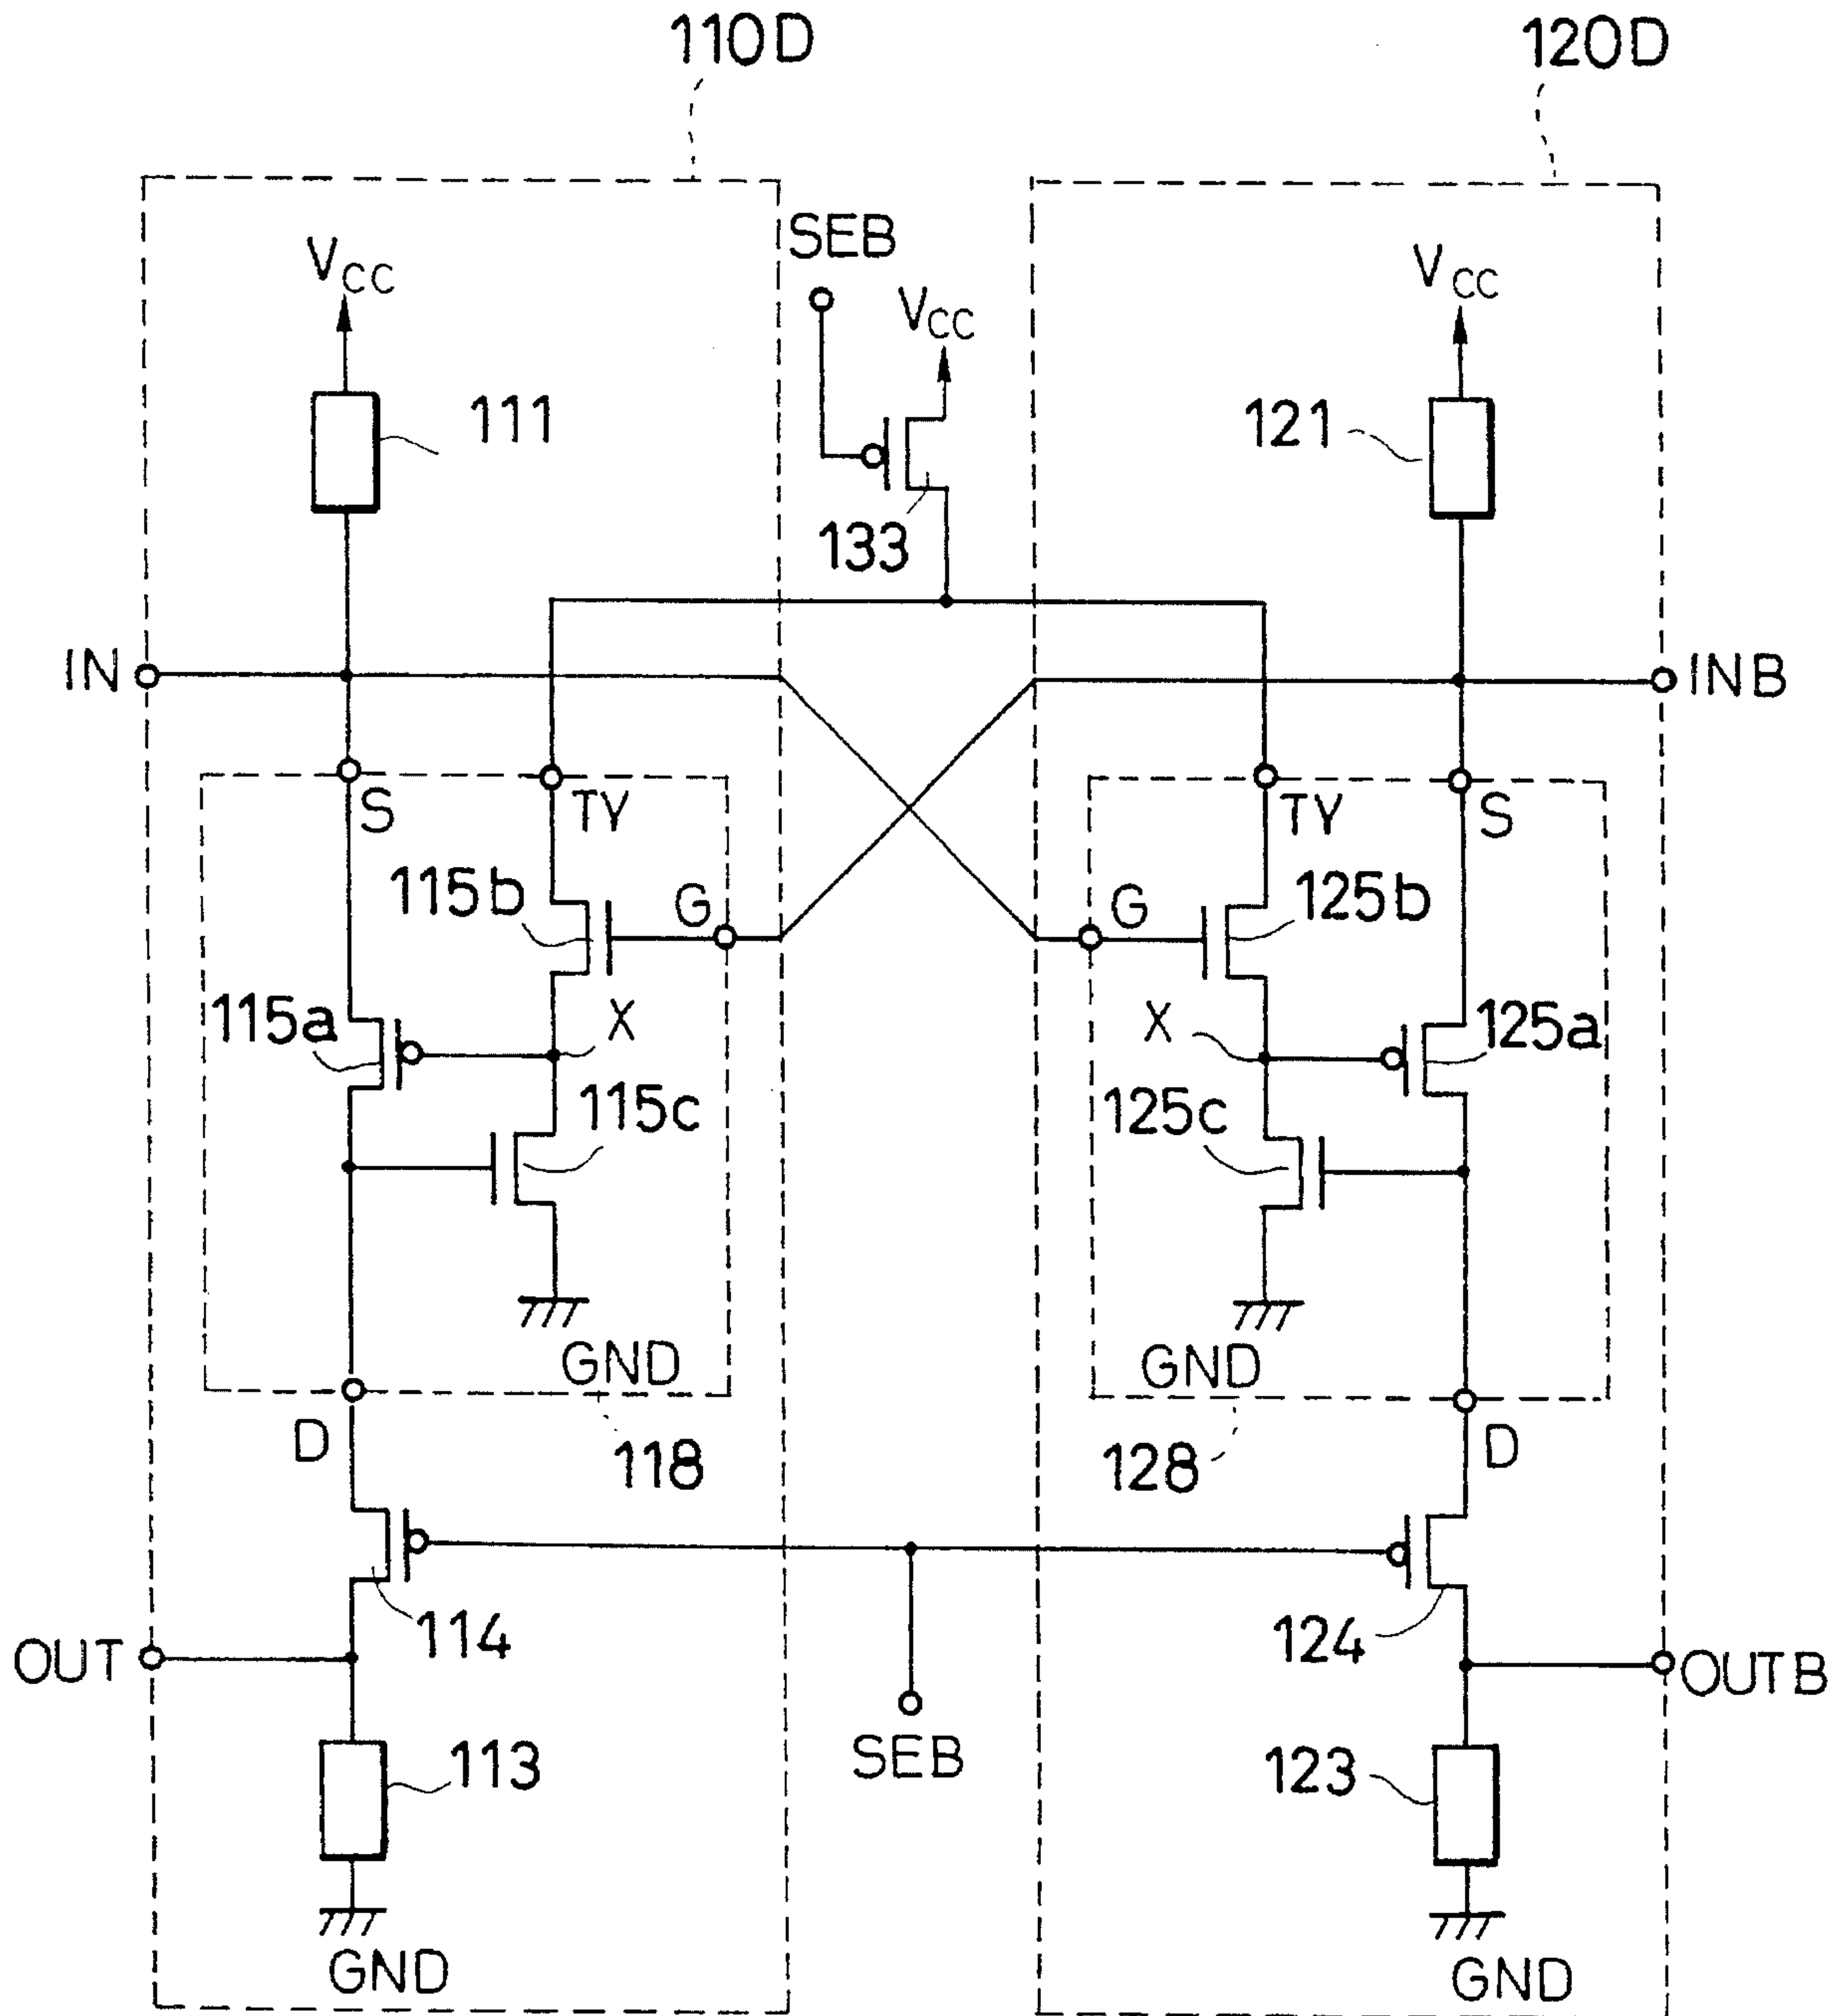 110D
120D
SEB
VCC
VCC
VCC
111
121
133
IN
INB
S
TY
TY
S
115b
G
G
125b
115a
X
X
125a
115c
125c
GND
GND
D
118
128
D
114
124
OUT
OUTB
SEB
113
123
GND
GND